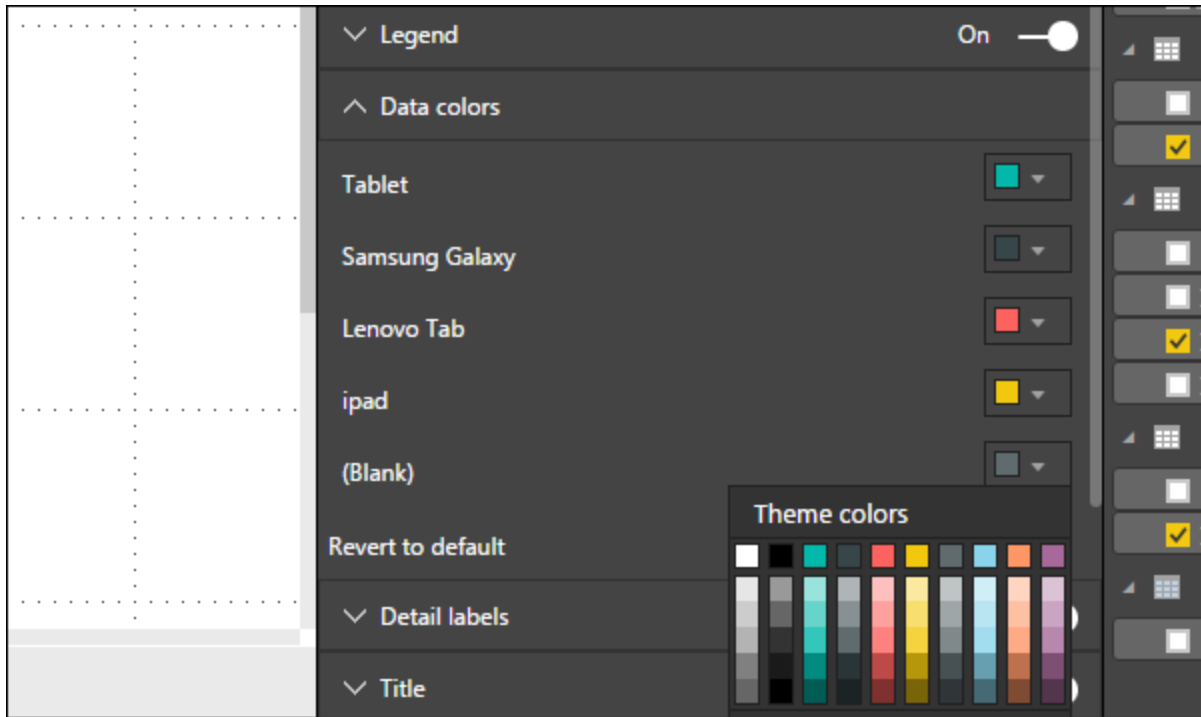 Legend On
Data colors
Tablet
Samsung Galaxy
Lenovo Tab
ipad
(Blank)
Theme colors
Revert to default
Detail labels
Title